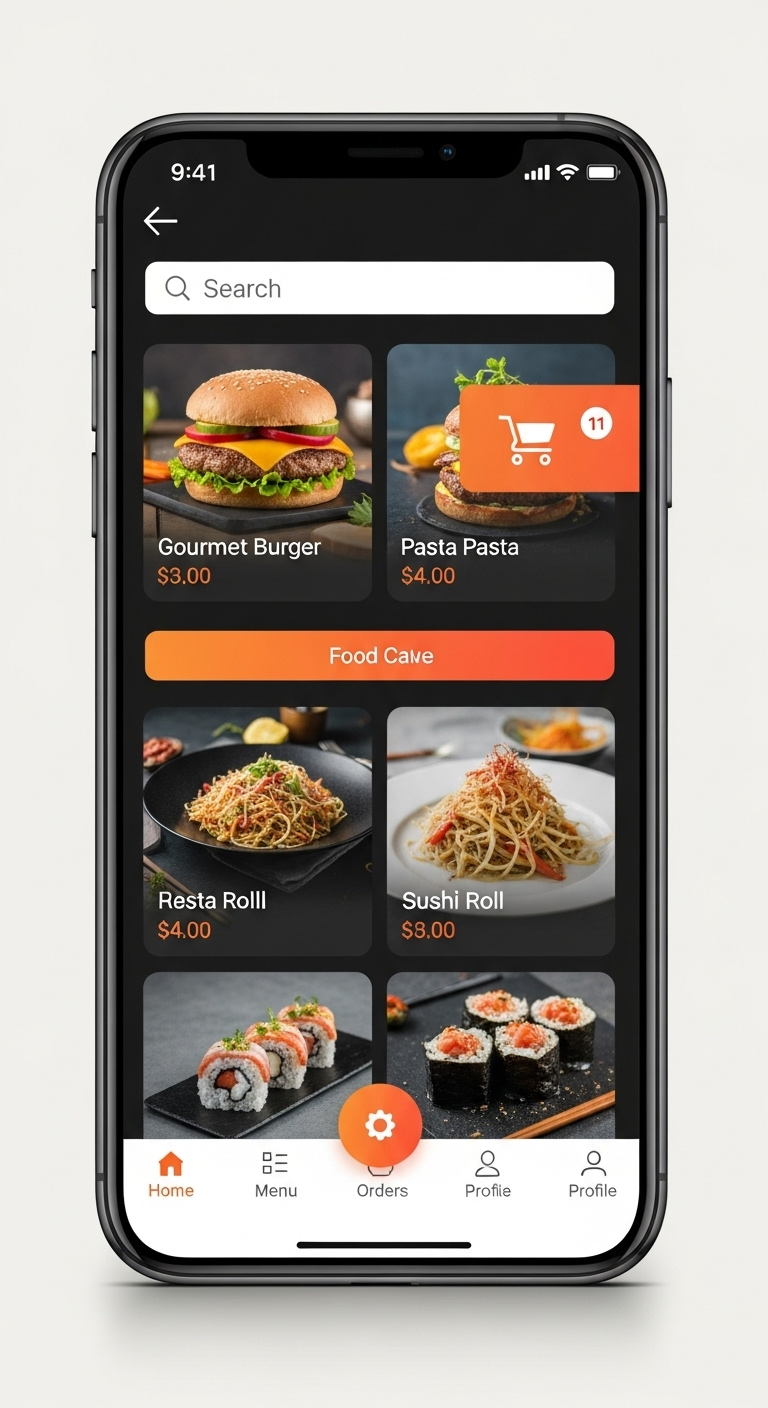 9:41
Search
11
Gourmet Burger
Pasta Pasta
$3.00
$4.00
Food Cave
Resta Rolll
Sushi Roll
$4.00
$8.00
Home
Menu
Orders
Profile
Profile